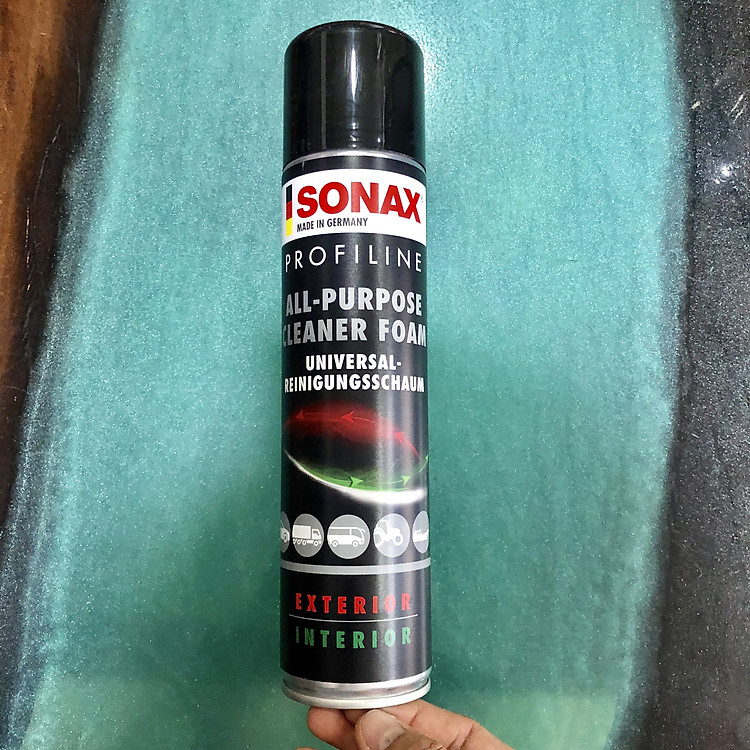 SONAX
MADE IN GERMANY
PROFILINE
ALL-PURPOSE
CLEANER FOAM
UNIVERSAL-
REINIGUNGSSCHAUM
EXTERIOR
INTERIOR